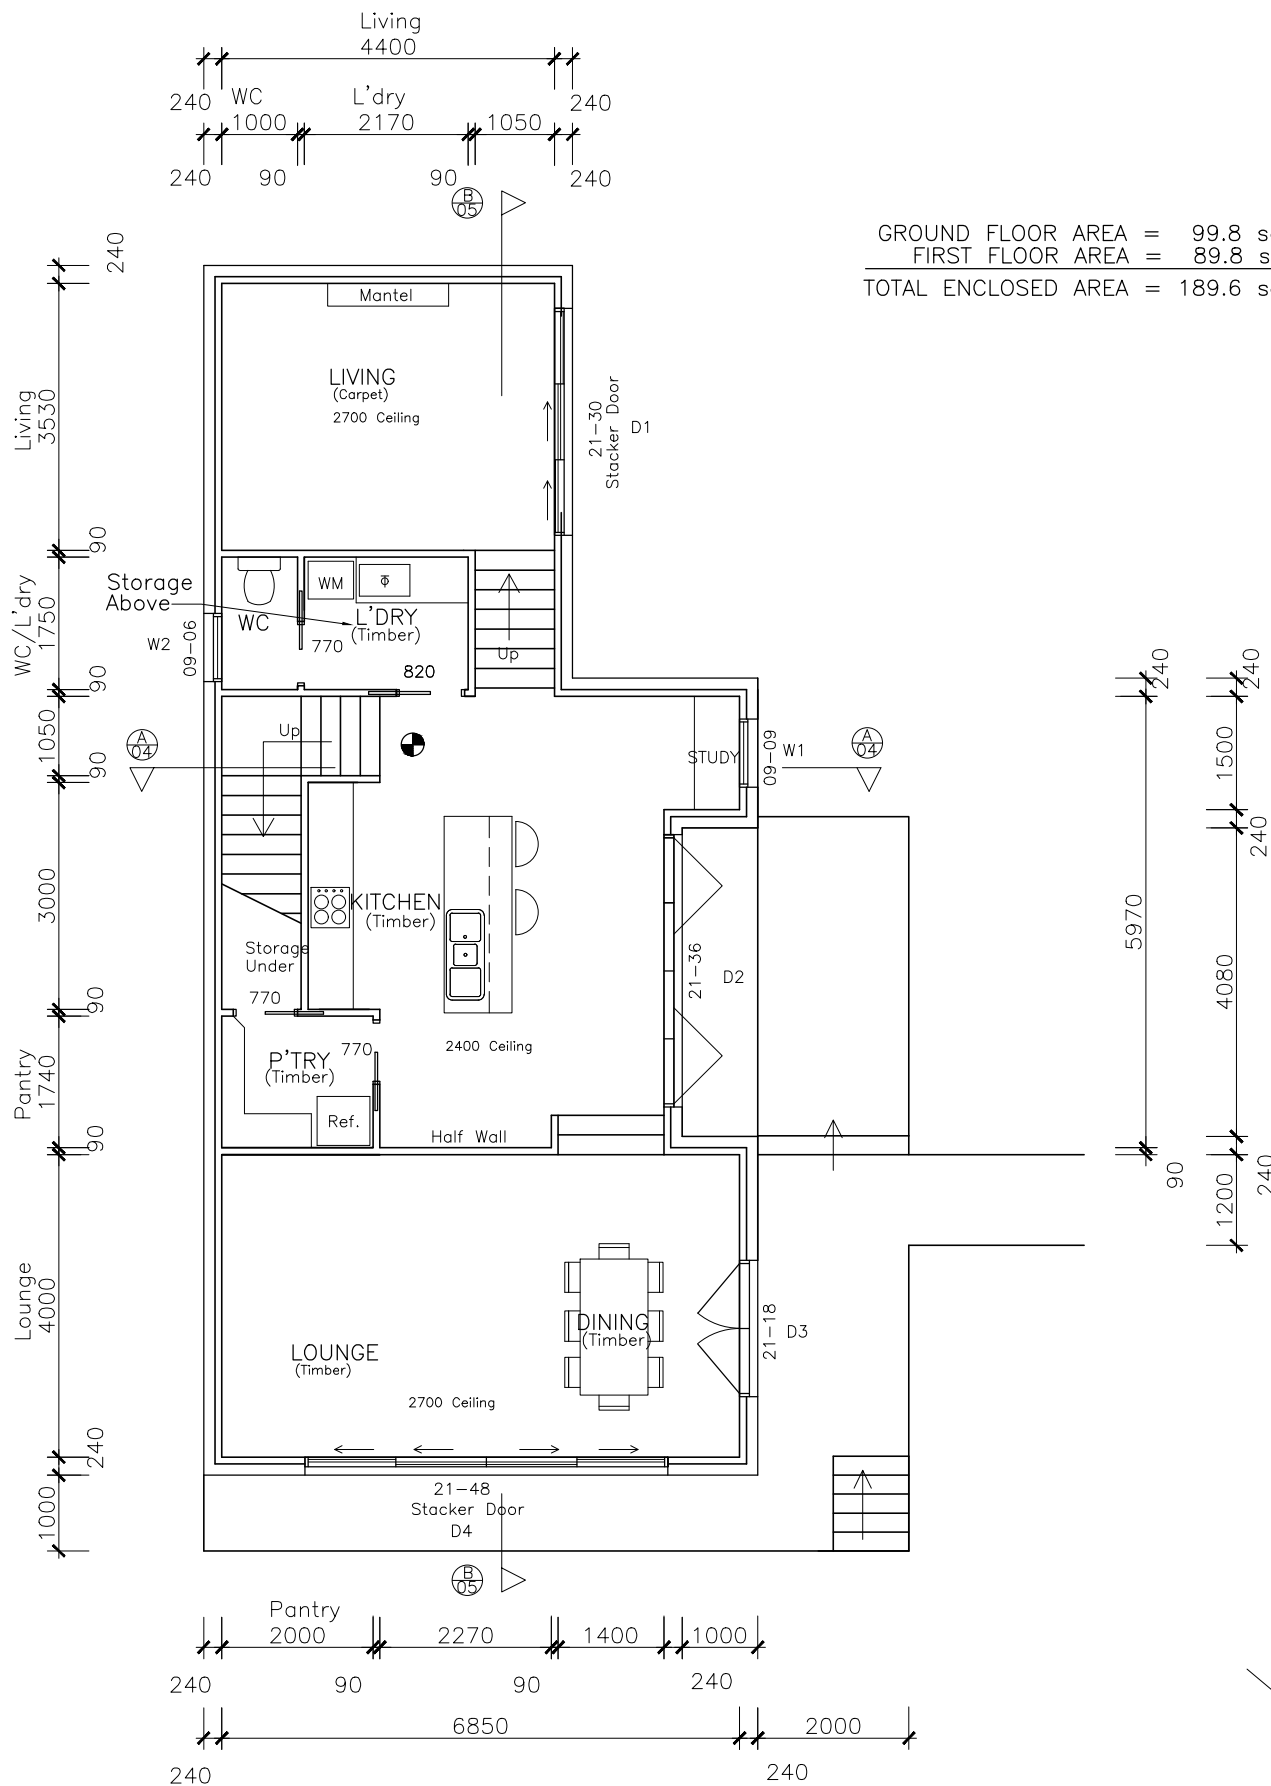 Living
4400
240
WC
L'dry
240
1000
2170
1050
240
90
90
240
B
05
GROUND FLOOR AREA = 99.8 s
FIRST FLOOR AREA = 89.8 s
TOTAL ENCLOSED AREA = 189.6 s
240
Mantel
LIVING
(Carpet)
2700 Ceiling
Living
3530
21-30
Stacker Door
D1
90
Storage
Above
WM
WC
L'DRY
(Timber)
WC/L'dry
1750
W2
09-06
770
820
Up
90
240
240
1050
A
04
Up
STUDY
09-09
W1
A
04
1500
90
240
3000
KITCHEN
(Timber)
5970
Storage
Under
21-36
D2
4080
90
770
Pantry
1740
P'TRY
(Timber)
770
2400 Ceiling
Ref.
Half Wall
90
90
240
1200
Lounge
4000
DINING
(Timber)
21-18
D3
LOUNGE
(Timber)
2700 Ceiling
240
1000
21-48
Stacker Door
D4
B
05
Pantry
2000
2270
1400
1000
240
90
90
240
6850
2000
240
240